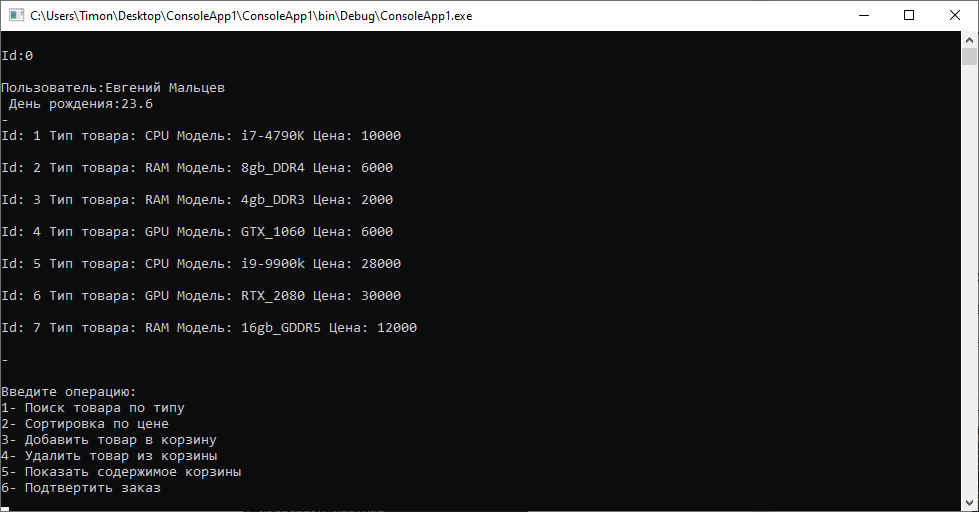 C:\Users\Timon\Desktop\ConsoleApp1\ConsoleApp1\bin\Debug\ConsoleApp1.exe
Id:0
Пользователь:Евгений Мальцев
День рождения:23.6
-
Id: 1 Тип товара: CPU Модель: i7-4790K Цена: 10000
Id: 2 Тип товара: RAM Модель: 8gb_DDR4 Цена: 6000
Id: 3 Тип товара: RAM Модель: 4gb_DDR3 Цена: 2000
Id: 4 Тип товара: GPU Модель: GTX_1060 Цена: 6000
Id: 5 Тип товара: CPU Модель: i9-9900k Цена: 28000
Id: 6 Тип товара: GPU Модель: RTX_2080 Цена: 30000
Id: 7 Тип товара: RAM Модель: 16gb_GDDR5 Цена: 12000
-
Введите операцию:
1- Поиск товара по типу
2- Сортировка по цене
3- Добавить товар в корзину
4- Удалить товар из корзины
5- Показать содержимое корзины
6- Подтвертить заказ